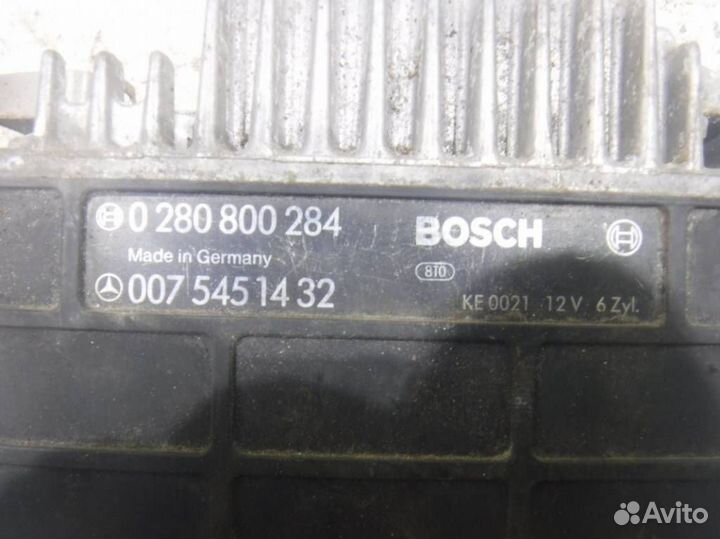 0 280 800 284
BOSCH
Made in Germany
810
007 545 14 32
KE 0021 12 V 6 Zyl.
Avito